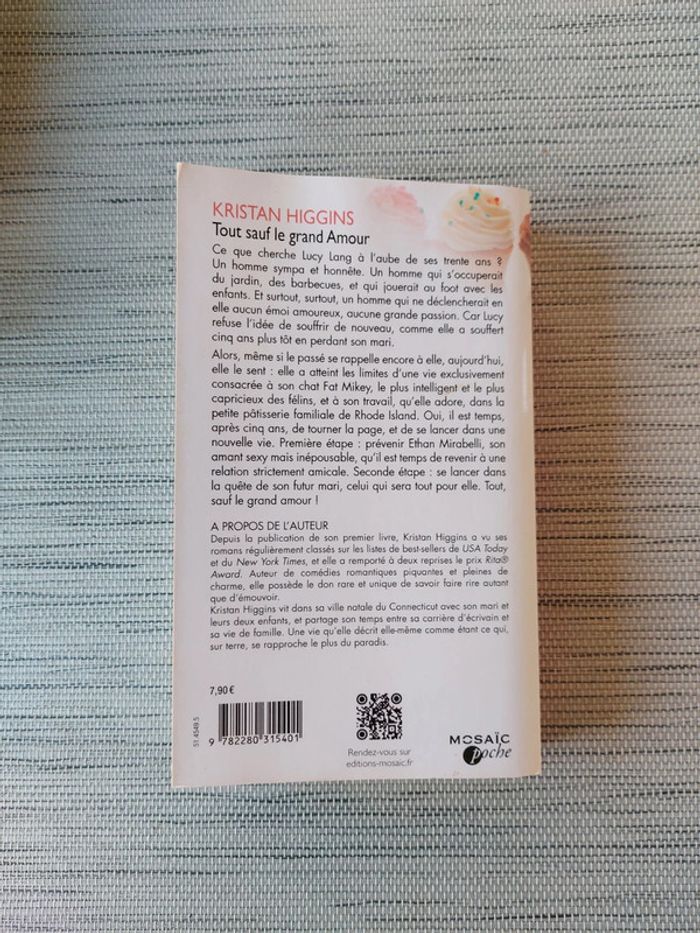 KRISTAN HIGGINS
Tout sauf le grand Amour
Ce que cherche Lucy Lang à l'aube de ses trente ans ?
Un homme sympa et honnête. Un homme qui s'occuperait
du jardin, des barbecues, et qui jouerait au foot avec les
enfants. Et surtout, surtout, un homme qui ne déclencherait en
elle aucun émoi amoureux, aucune grande passion. Car Lucy
refuse l'idée de souffrir de nouveau, comme elle a souffert
cinq ans plus tôt en perdant son mari.
Alors, même si le passé se rappelle encore à elle, aujourd'hui,
elle le sent : elle a atteint les limites d'une vie exclusivement
consacrée à son chat Fat Mikey, le plus intelligent et le plus
capricieux des félins, et à son travail, qu'elle adore, dans la
petite pâtisserie familiale de Rhode Island. Oui, il est temps,
après cinq ans, de tourner la page, et de se lancer dans une
nouvelle vie. Première étape : prévenir Ethan Mirabelli, son
amant sexy mais inépousable, qu'il est temps de revenir à une
relation strictement amicale. Seconde étape : se lancer dans
la quête de son futur mari, celui qui sera tout pour elle. Tout,
sauf le grand amour !
A PROPOS DE L'AUTEUR
Depuis la publication de son premier livre, Kristan Higgins a vu ses
romans régulièrement classés sur les listes de best-sellers de USA Today
et du New York Times, et elle a remporté à deux reprises le prix Rita®
Award. Auteur de comédies romantiques piquantes et pleines de
charme, elle possède le don rare et unique de savoir faire rire autant
que d'émouvoir.
Kristan Higgins vit dans sa ville natale du Connecticut avec son mari et
leurs deux enfants, et partage son temps entre sa carrière d'écrivain et
sa vie de famille. Une vie qu'elle décrit elle-même comme étant ce qui,
sur terre, se rapproche le plus du paradis.
7,90 €
51.4549.5
9 782280 315401
Rendez-vous sur
editions-mosaic.fr
MOSAÏC
poche